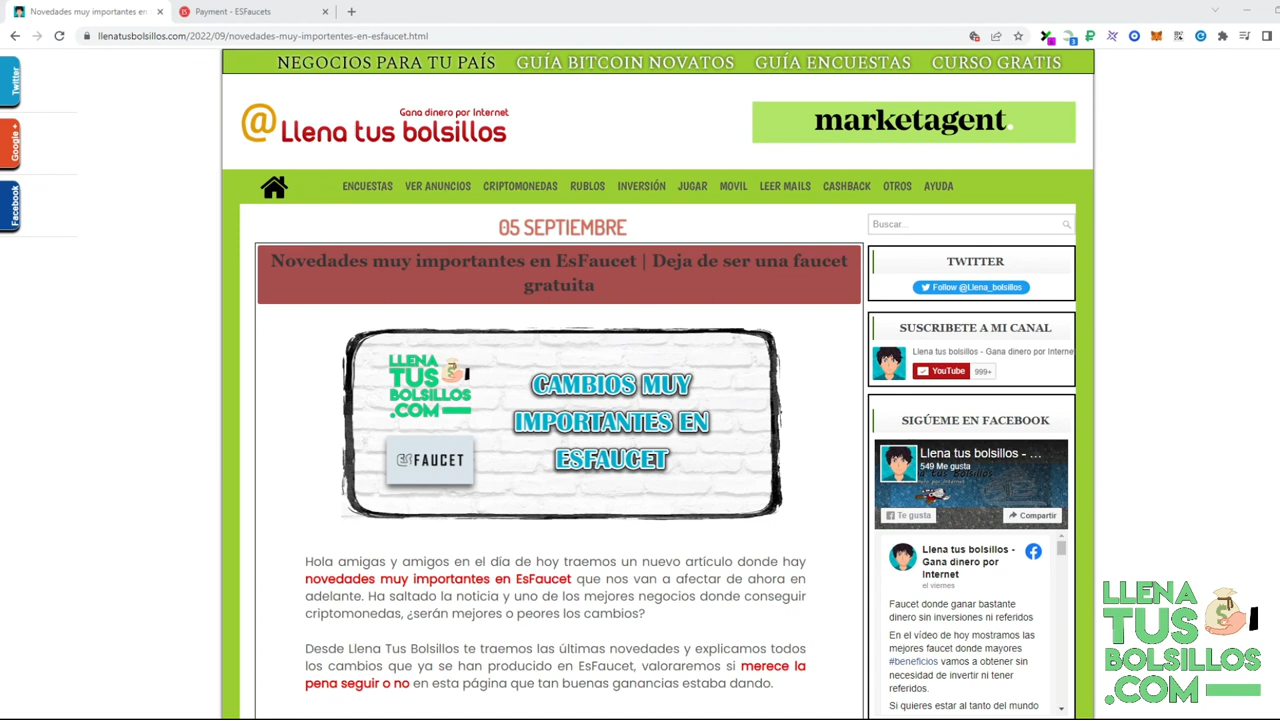 Novedades muy importentes en
Payment - ESFaucets
llenatusbolsillos.com/2022/09/novedades-muy-importentes-en-esfaucet.html
Twitter
Google +
Facebook
NEGOCIOS PARA TU PAÍS GUÍA BITCOIN NOVATOS GUÍA ENCUESTAS CURSO GRATIS
Gana dinero por Internet
@ Llena tus bolsillos
marketagent.
ENCUESTAS VER ANUNCIOS CRIPTOMONEDAS RUBLOS INVERSIÓN JUGAR MOVIL LEER MAILS CASHBACK OTROS AYUDA
05 SEPTIEMBRE
Novedades muy importantes en EsFaucet | Deja de ser una faucet
gratuita
LLENA
TUS
BOLSILLOS
.COM
ESFAUCET
CAMBIOS MUY
IMPORTANTES EN
ESFAUCET
Hola amigas y amigos en el día de hoy traemos un nuevo artículo donde hay
novedades muy importantes en EsFaucet que nos van a afectar de ahora en
adelante. Ha saltado la noticia y uno de los mejores negocios donde conseguir
criptomonedas, ¿serán mejores o peores los cambios?
Desde Llena Tus Bolsillos te traemos las últimas novedades y explicamos todos
los cambios que ya se han producido en EsFaucet, valoraremos si merece la
pena seguir o no en esta página que tan buenas ganancias estaba dando.
Buscar...
TWITTER
Follow @Llena_bolsillos
SUSCRIBETE A MI CANAL
Llena tus bolsillos - Gana dinero por Interne
YouTube 999+
SIGÚEME EN FACEBOOK
Llena tus bolsillos - ...
549 Me gusta
Te gusta
Compartir
Llena tus bolsillos -
Gana dinero por
Internet
el viernes
Faucet donde ganar bastante
dinero sin inversiones ni referidos
En el vídeo de hoy mostramos las
mejores faucet donde mayores
#beneficios vamos a obtener sin
necesidad de invertir ni tener
referidos.
Si quieres estar al tanto del mundo
LLENA
TUS
BOLSILLOS
.COM